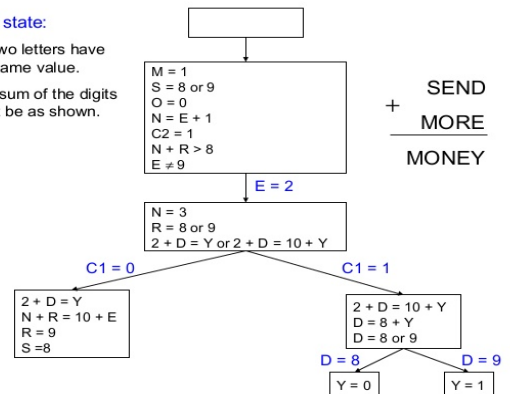 state:
wo letters have
ame value.
sum of the digits
be as shown.
M = 1
S = 8 or 9
O = 0
N = E + 1
C2 = 1
N + R > 8
E ≠ 9
SEND
+
MORE
MONEY
E = 2
N = 3
R = 8 or 9
2 + D = Y or 2 + D = 10 + Y
C1 = 0
C1 = 1
2 + D = Y
N + R = 10 + E
R = 9
S =8
2 + D = 10 + Y
D = 8 + Y
D = 8 or 9
D = 8
D = 9
Y = 0
Y = 1